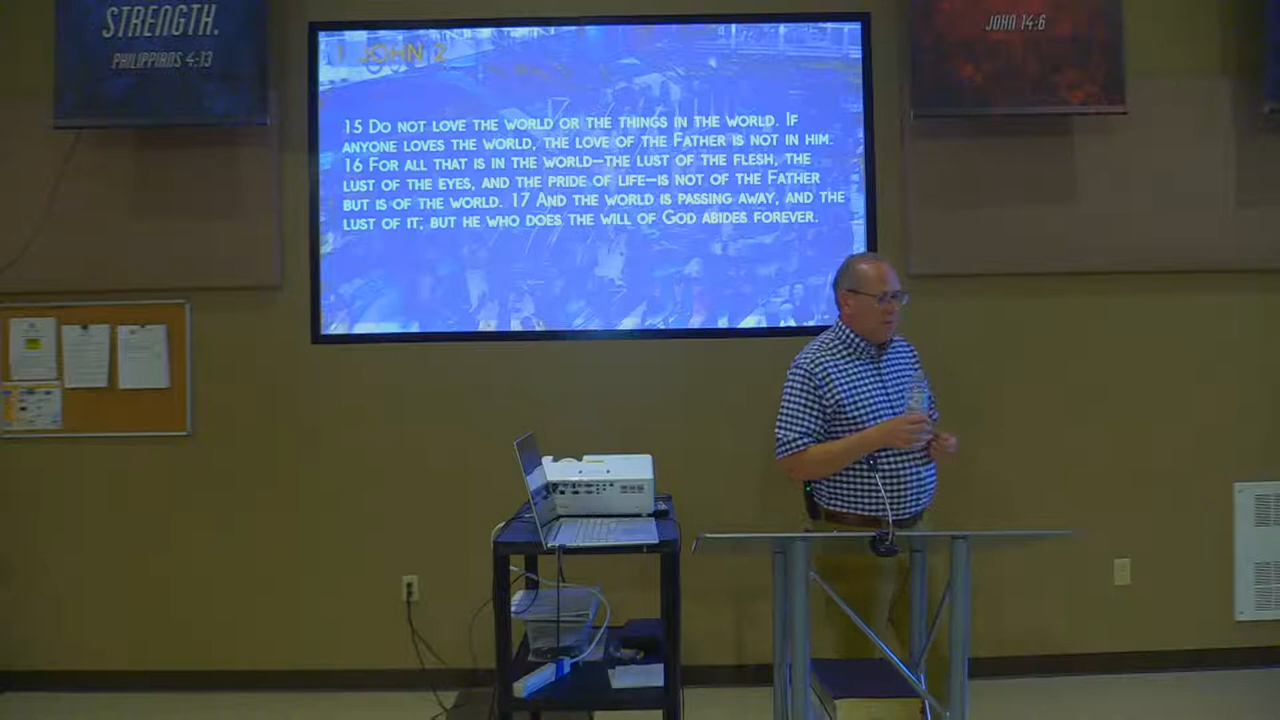 STRENGTH.
PHILIPPIANS 4:13
JOHN 14:6
1 JOHN 2
15 DO NOT LOVE THE WORLD OR THE THINGS IN THE WORLD. IF
ANYONE LOVES THE WORLD, THE LOVE OF THE FATHER IS NOT IN HIM.
16 FOR ALL THAT IS IN THE WORLD—THE LUST OF THE FLESH, THE
LUST OF THE EYES, AND THE PRIDE OF LIFE—IS NOT OF THE FATHER
BUT IS OF THE WORLD. 17 AND THE WORLD IS PASSING AWAY, AND THE
LUST OF IT; BUT HE WHO DOES THE WILL OF GOD ABIDES FOREVER.